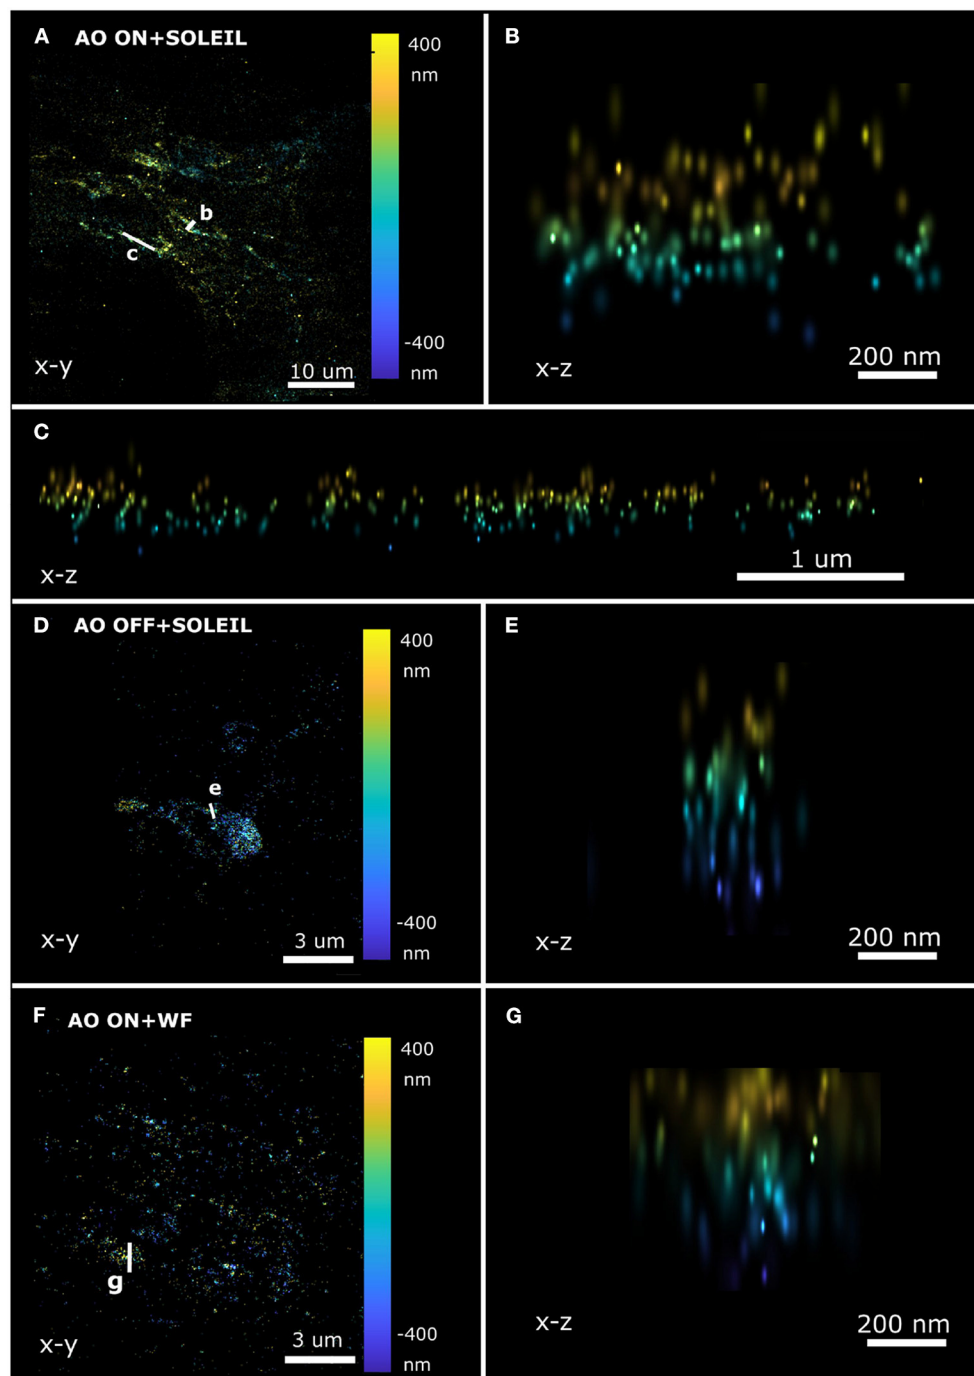 A AO ON+SOLEIL
400
nm
b
c
-400
nm
x-y
10 um
B
x-z
200 nm
C
x-z
1 um
D AO OFF+SOLEIL
400
nm
e
-400
nm
x-y
3 um
E
x-z
200 nm
F AO ON+WF
400
nm
g
-400
nm
x-y
3 um
G
x-z
200 nm